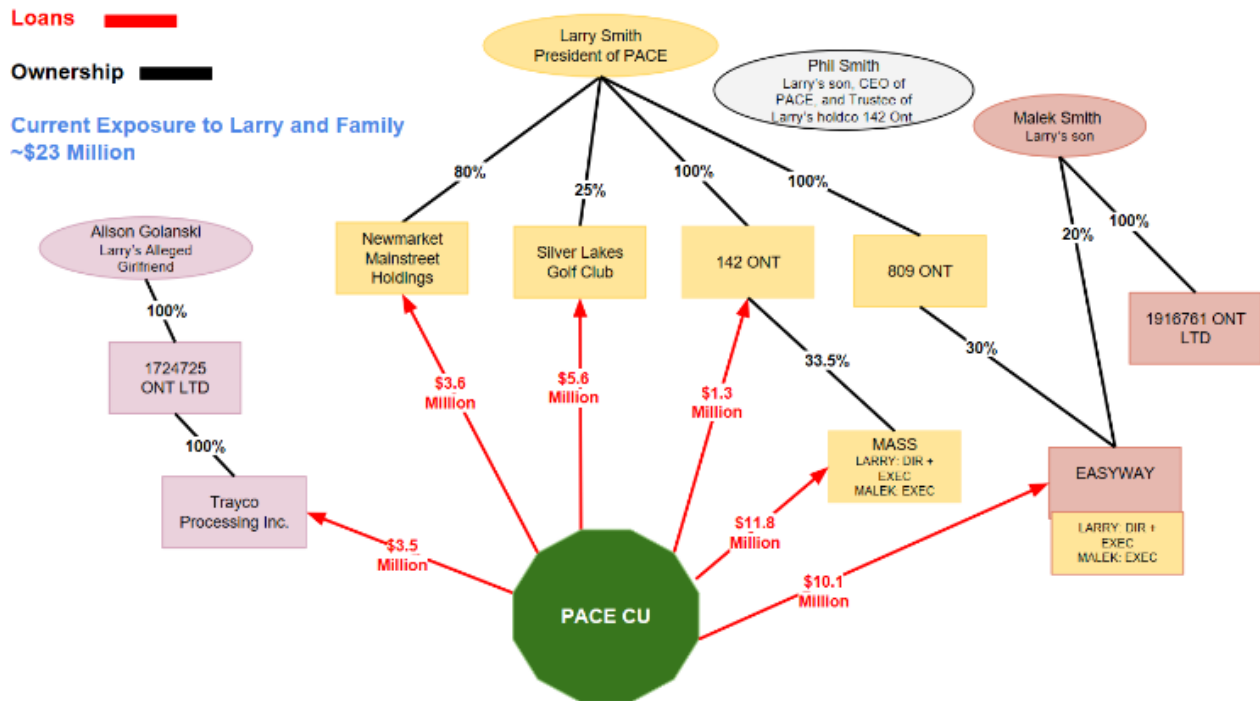 Loans
Ownership
Current Exposure to Larry and Family
~$23 Million
Larry Smith
President of PACE
Phil Smith
Larry's son, CEO of
PACE, and Trustee of
Larry's holdco 142 Ont
Malek Smith
Larry's son
Alison Golanski
Larry's Alleged
Girlfriend
80%
25%
100%
100%
20%
100%
100%
Newmarket
Mainstreet
Holdings
Silver Lakes
Golf Club
142 ONT
809 ONT
1916761 ONT
LTD
1724725
ONT LTD
33.5%
30%
$3.6
Million
$5.6
Million
$1.3
Million
100%
MASS
LARRY: DIR +
EXEC
MALEK: EXEC
EASYWAY
LARRY: DIR +
EXEC
MALEK: EXEC
Trayco
Processing Inc.
$3.5
Million
$11.8
Million
$10.1
Million
PACE CU